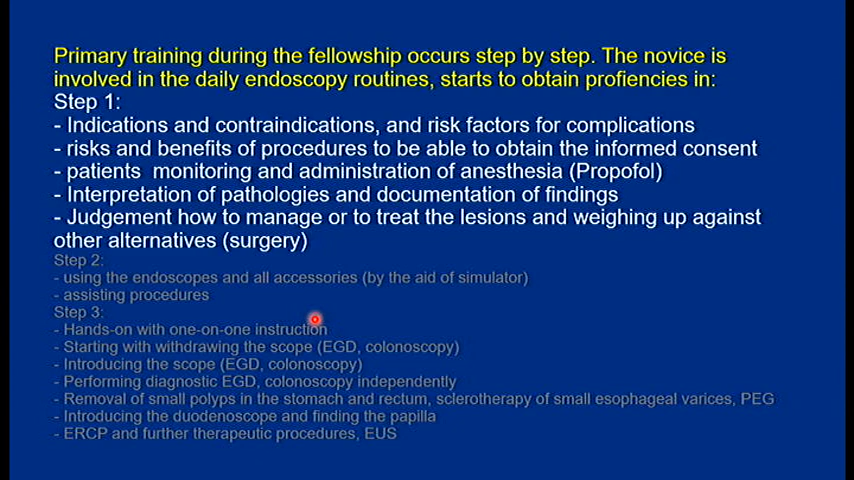 Primary training during the fellowship occurs step by step. The novice is
involved in the daily endoscopy routines, starts to obtain profiencies in:
Step 1:
- Indications and contraindications, and risk factors for complications
- risks and benefits of procedures to be able to obtain the informed consent
- patients  monitoring and administration of anesthesia (Propofol)
- Interpretation of pathologies and documentation of findings
- Judgement how to manage or to treat the lesions and weighing up against
other alternatives (surgery)
Step 2:
- using the endoscopes and all accessories (by the aid of simulator)
- assisting procedures
Step 3:
- Hands-on with one-on-one instruction
- Starting with withdrawing the scope (EGD, colonoscopy)
- Introducing the scope (EGD, colonoscopy)
- Performing diagnostic EGD, colonoscopy independently
- Removal of small polyps in the stomach and rectum, sclerotherapy of small esophageal varices, PEG
- Introducing the duodenoscope and finding the papilla
- ERCP and further therapeutic procedures, EUS